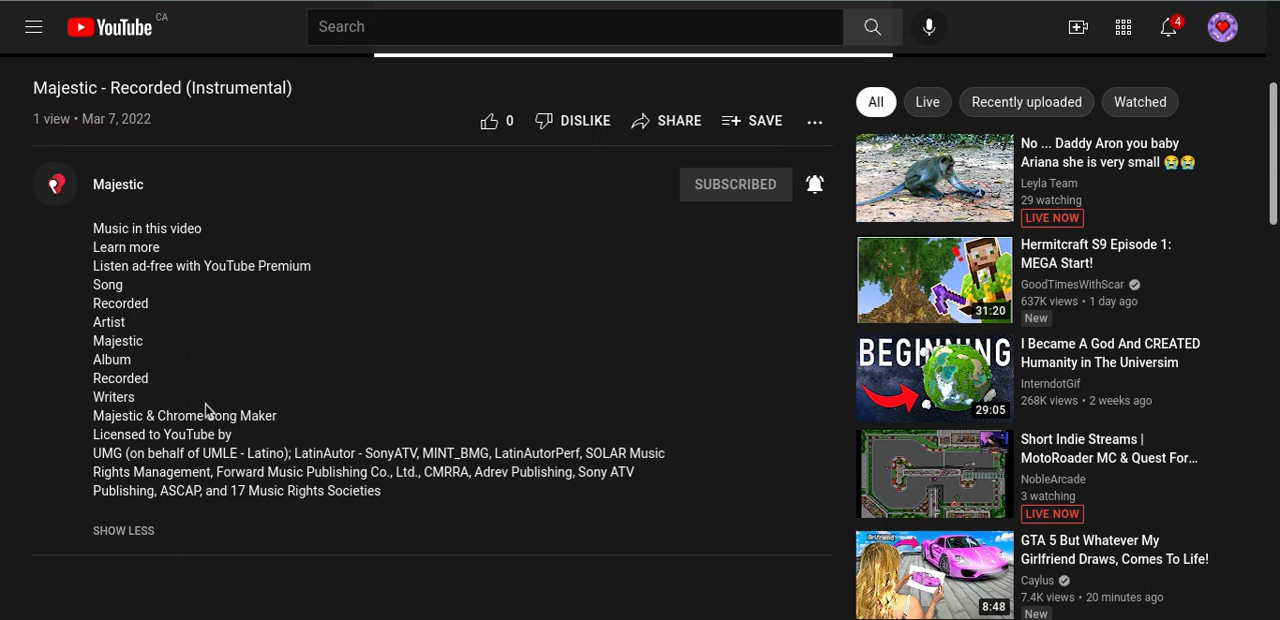 YouTube CA
Search
4
Majestic - Recorded (Instrumental)
1 view • Mar 7, 2022
0 DISLIKE SHARE SAVE
Majestic
SUBSCRIBED
Music in this video
Learn more
Listen ad-free with YouTube Premium
Song
Recorded
Artist
Majestic
Album
Recorded
Writers
Majestic & Chrome Song Maker
Licensed to YouTube by
UMG (on behalf of UMLE - Latino); LatinAutor - SonyATV, MINT_BMG, LatinAutorPerf, SOLAR Music
Rights Management, Forward Music Publishing Co., Ltd., CMRRA, Adrev Publishing, Sony ATV
Publishing, ASCAP, and 17 Music Rights Societies
SHOW LESS
All Live Recently uploaded Watched
No ... Daddy Aron you baby
Ariana she is very small 😭😭
Leyla Team
29 watching
LIVE NOW
31:20
Hermitcraft S9 Episode 1:
MEGA Start!
GoodTimesWithScar
637K views • 1 day ago
New
BEGINNING
29:05
I Became A God And CREATED
Humanity in The Universim
InterndotGif
268K views • 2 weeks ago
Short Indie Streams |
MotoRoader MC & Quest For...
NobleArcade
3 watching
LIVE NOW
Girlfriend
8:48
GTA 5 But Whatever My
Girlfriend Draws, Comes To Life!
Caylus
7.4K views • 20 minutes ago
New